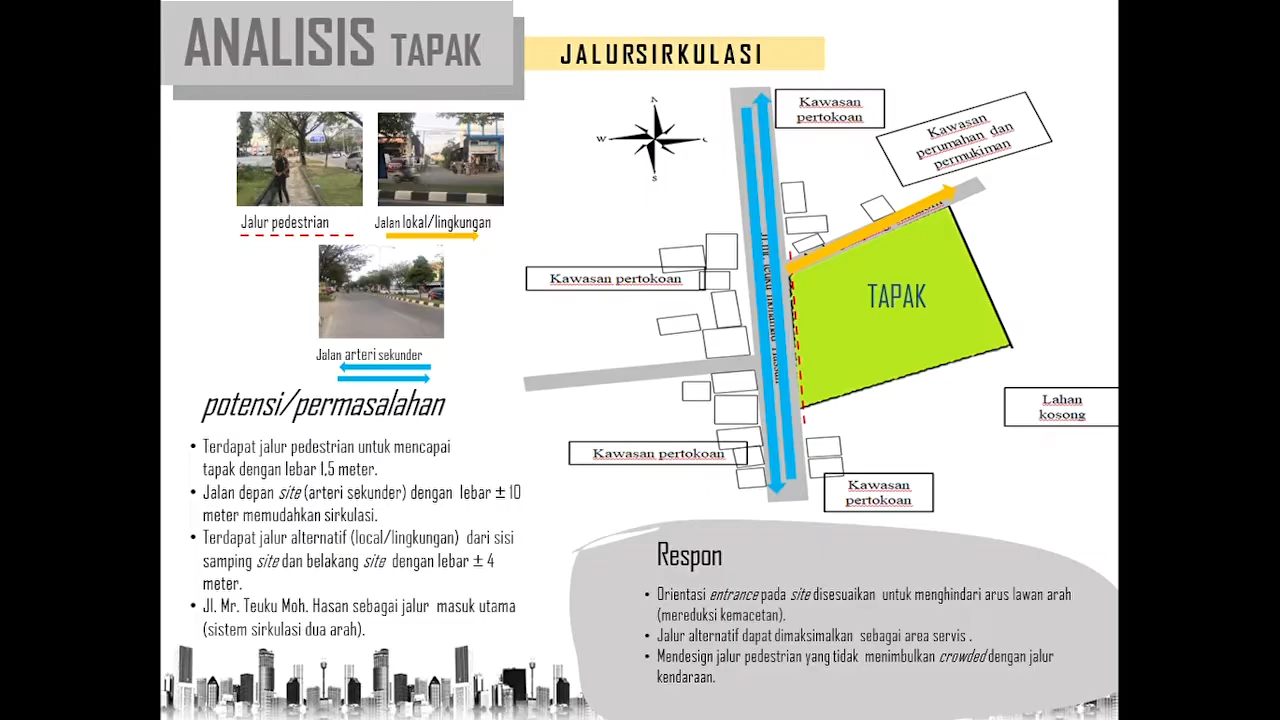 ANALISIS TAPAK
JALURSIRKULASI
Jalur pedestrian
Jalan lokal/lingkungan
Jalan arteri sekunder
potensi/permasalahan
• Terdapat jalur pedestrian untuk mencapai
tapak dengan lebar 1,5 meter.
• Jalan depan site (arteri sekunder) dengan lebar ± 10
meter memudahkan sirkulasi.
• Terdapat jalur alternatif (local/lingkungan) dari sisi
samping site dan belakang site dengan lebar ± 4
meter.
• Jl. Mr. Teuku Moh. Hasan sebagai jalur masuk utama
(sistem sirkulasi dua arah).
N
W
S
Kawasan
pertokoan
Kawasan
perumahan dan
permukiman
Kawasan pertokoan
TAPAK
Lahan
kosong
Kawasan pertokoan
Kawasan
pertokoan
Respon
• Orientasi entrance pada site disesuaikan untuk menghindari arus lawan arah
(mereduksi kemacetan).
• Jalur alternatif dapat dimaksimalkan sebagai area servis .
• Mendesign jalur pedestrian yang tidak menimbulkan crowded dengan jalur
kendaraan.